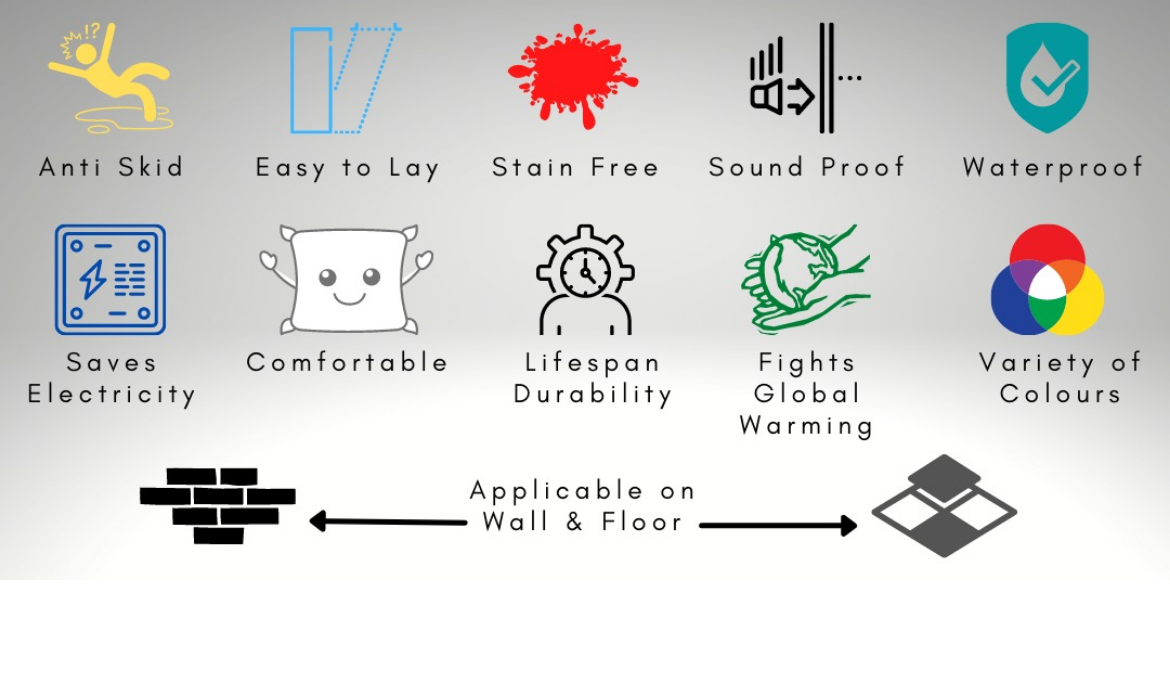 !?
Anti Skid
Easy to Lay
Stain Free
Sound Proof
Waterproof
Saves
Electricity
Comfortable
Lifespan
Durability
Fights
Global
Warming
Variety of
Colours
Applicable on
Wall & Floor